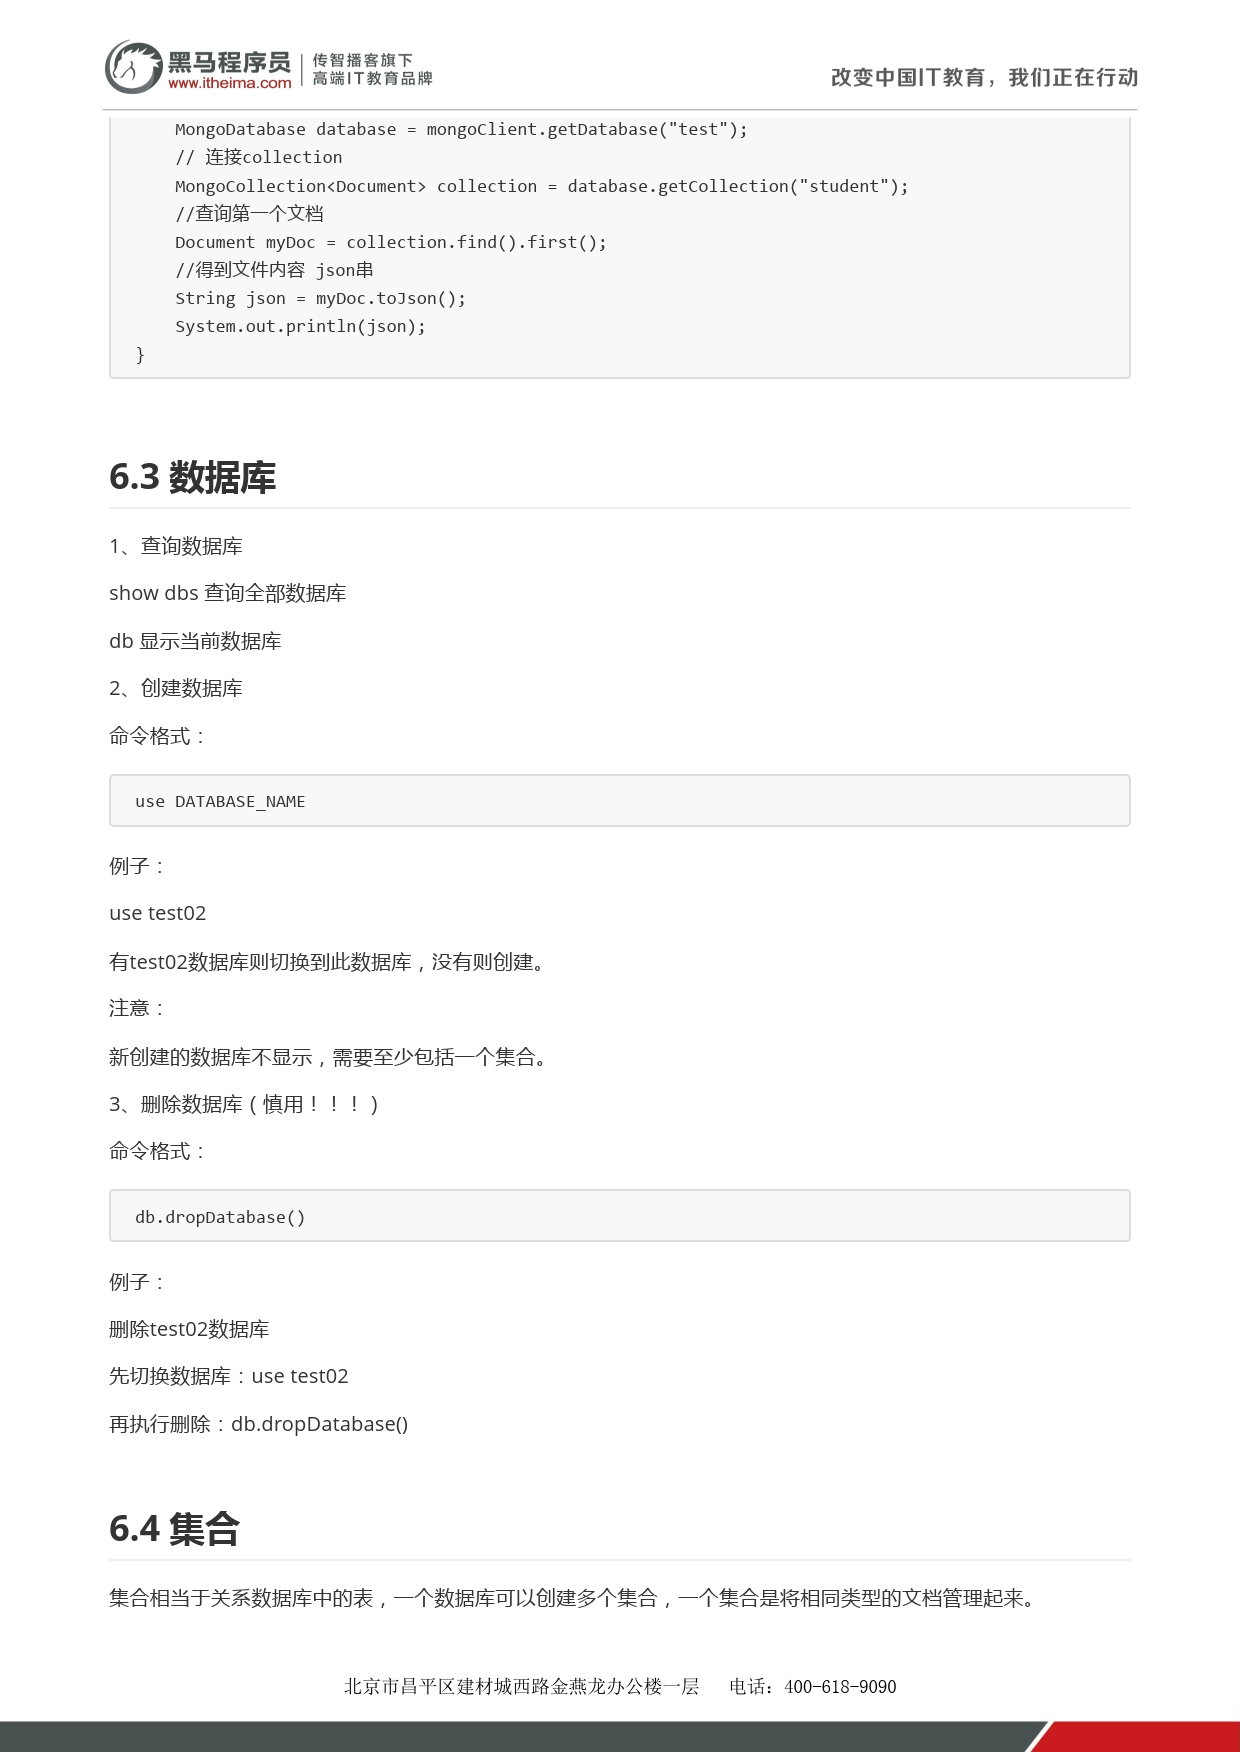 黑马程序员
www.itheima.com
传智播客旗下
高端IT教育品牌
改变中国IT教育，我们正在行动
    MongoDatabase database = mongoClient.getDatabase("test");
    // 连接collection
    MongoCollection<Document> collection = database.getCollection("student");
    //查询第一个文档
    Document myDoc = collection.find().first();
    //得到文件内容 json串
    String json = myDoc.toJson();
    System.out.println(json);
}
6.3 数据库
1、查询数据库
show dbs 查询全部数据库
db 显示当前数据库
2、创建数据库
命令格式：
use DATABASE_NAME
例子：
use test02
有test02数据库则切换到此数据库，没有则创建。
注意：
新创建的数据库不显示，需要至少包括一个集合。
3、删除数据库（慎用！！！）
命令格式：
db.dropDatabase()
例子：
删除test02数据库
先切换数据库：use test02
再执行删除：db.dropDatabase()
6.4 集合
集合相当于关系数据库中的表，一个数据库可以创建多个集合，一个集合是将相同类型的文档管理起来。
北京市昌平区建材城西路金燕龙办公楼一层 电话：400-618-9090